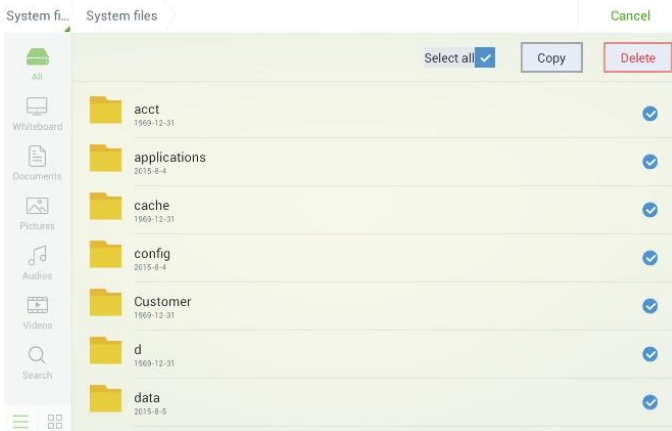 System fi... System files Cancel
Select all Copy Delete
All
Whiteboard
Documents
Pictures
Audios
Videos
Search
acct
1969-12-31
applications
2015-8-4
cache
1969-12-31
config
2015-8-4
Customer
1969-12-31
d
1969-12-31
data
2015-8-5